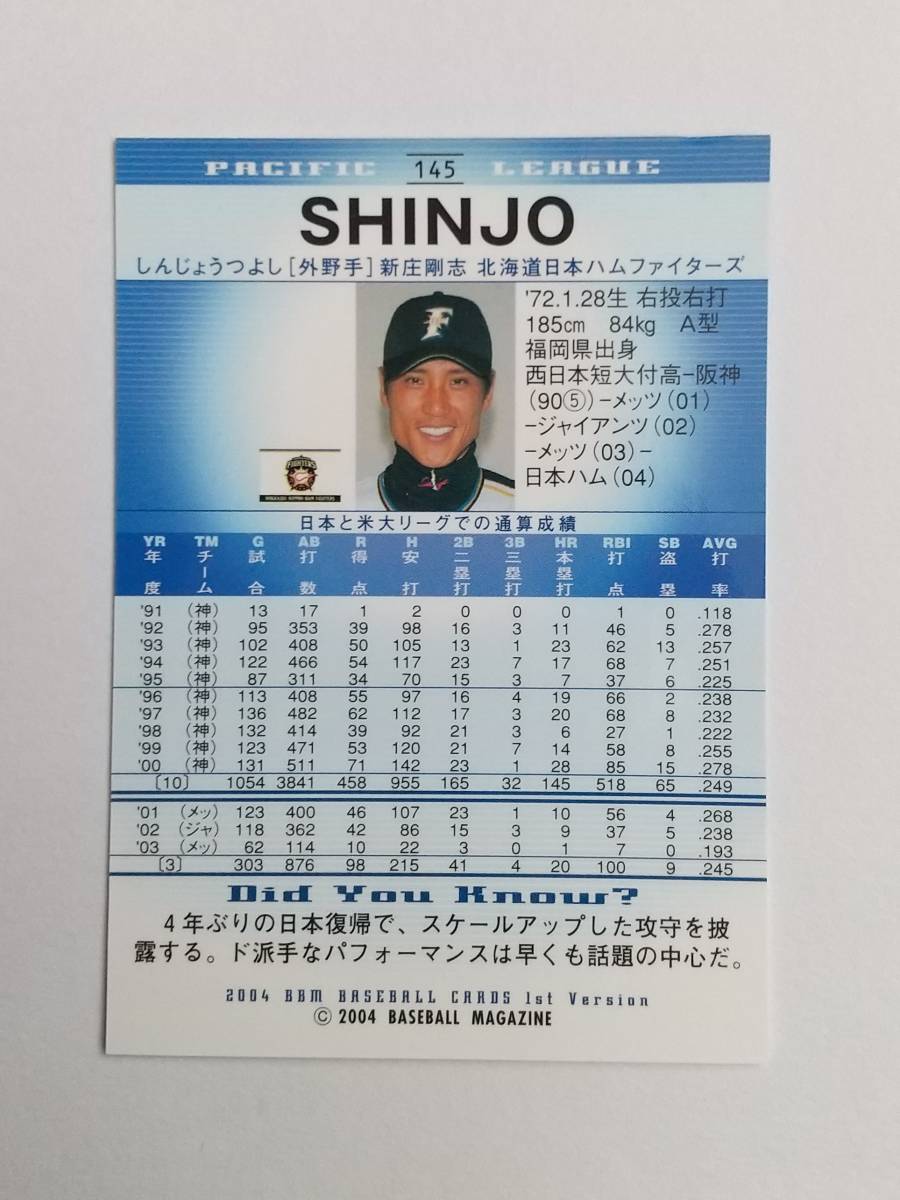 PACIFIC 145 LEAGUE
SHINJO
しんじょうつよし［外野手］新庄剛志 北海道日本ハムファイターズ
'72.1.28生 右投右打
185cm 84kg A型
福岡県出身
西日本短大付高−阪神
（90⑤）−メッツ（01）
−ジャイアンツ（02）
−メッツ（03）−
日本ハム（04）
F
FIGHTERS
日本と米大リーグでの通算成績
YR TM G AB R H 2B 3B HR RBI SB AVG
年度 チーム 試合 打数 得点 安打 二塁打 三塁打 本塁打 打点 盗塁 打率
'91 （神） 13 17 1 2 0 0 0 1 0 .118
'92 （神） 95 353 39 98 16 3 11 46 5 .278
'93 （神） 102 408 50 105 13 1 23 62 13 .257
'94 （神） 122 466 54 117 23 7 17 68 7 .251
'95 （神） 87 311 34 70 15 3 7 37 6 .225
'96 （神） 113 408 55 97 16 4 19 66 2 .238
'97 （神） 136 482 62 112 17 3 20 68 8 .232
'98 （神） 132 414 39 92 21 3 6 27 1 .222
'99 （神） 123 471 53 120 21 7 14 58 8 .255
'00 （神） 131 511 71 142 23 1 28 85 15 .278
〔10〕 1054 3841 458 955 165 32 145 518 65 .249
'01 （メッ） 123 400 46 107 23 1 10 56 4 .268
'02 （ジャ） 118 362 42 86 15 3 9 37 5 .238
'03 （メッ） 62 114 10 22 3 0 1 7 0 .193
〔3〕 303 876 98 215 41 4 20 100 9 .245
Did You Know?
4年ぶりの日本復帰で、スケールアップした攻守を披
露する。ド派手なパフォーマンスは早くも話題の中心だ。
2004 BBM BASEBALL CARDS 1st Version
© 2004 BASEBALL MAGAZINE